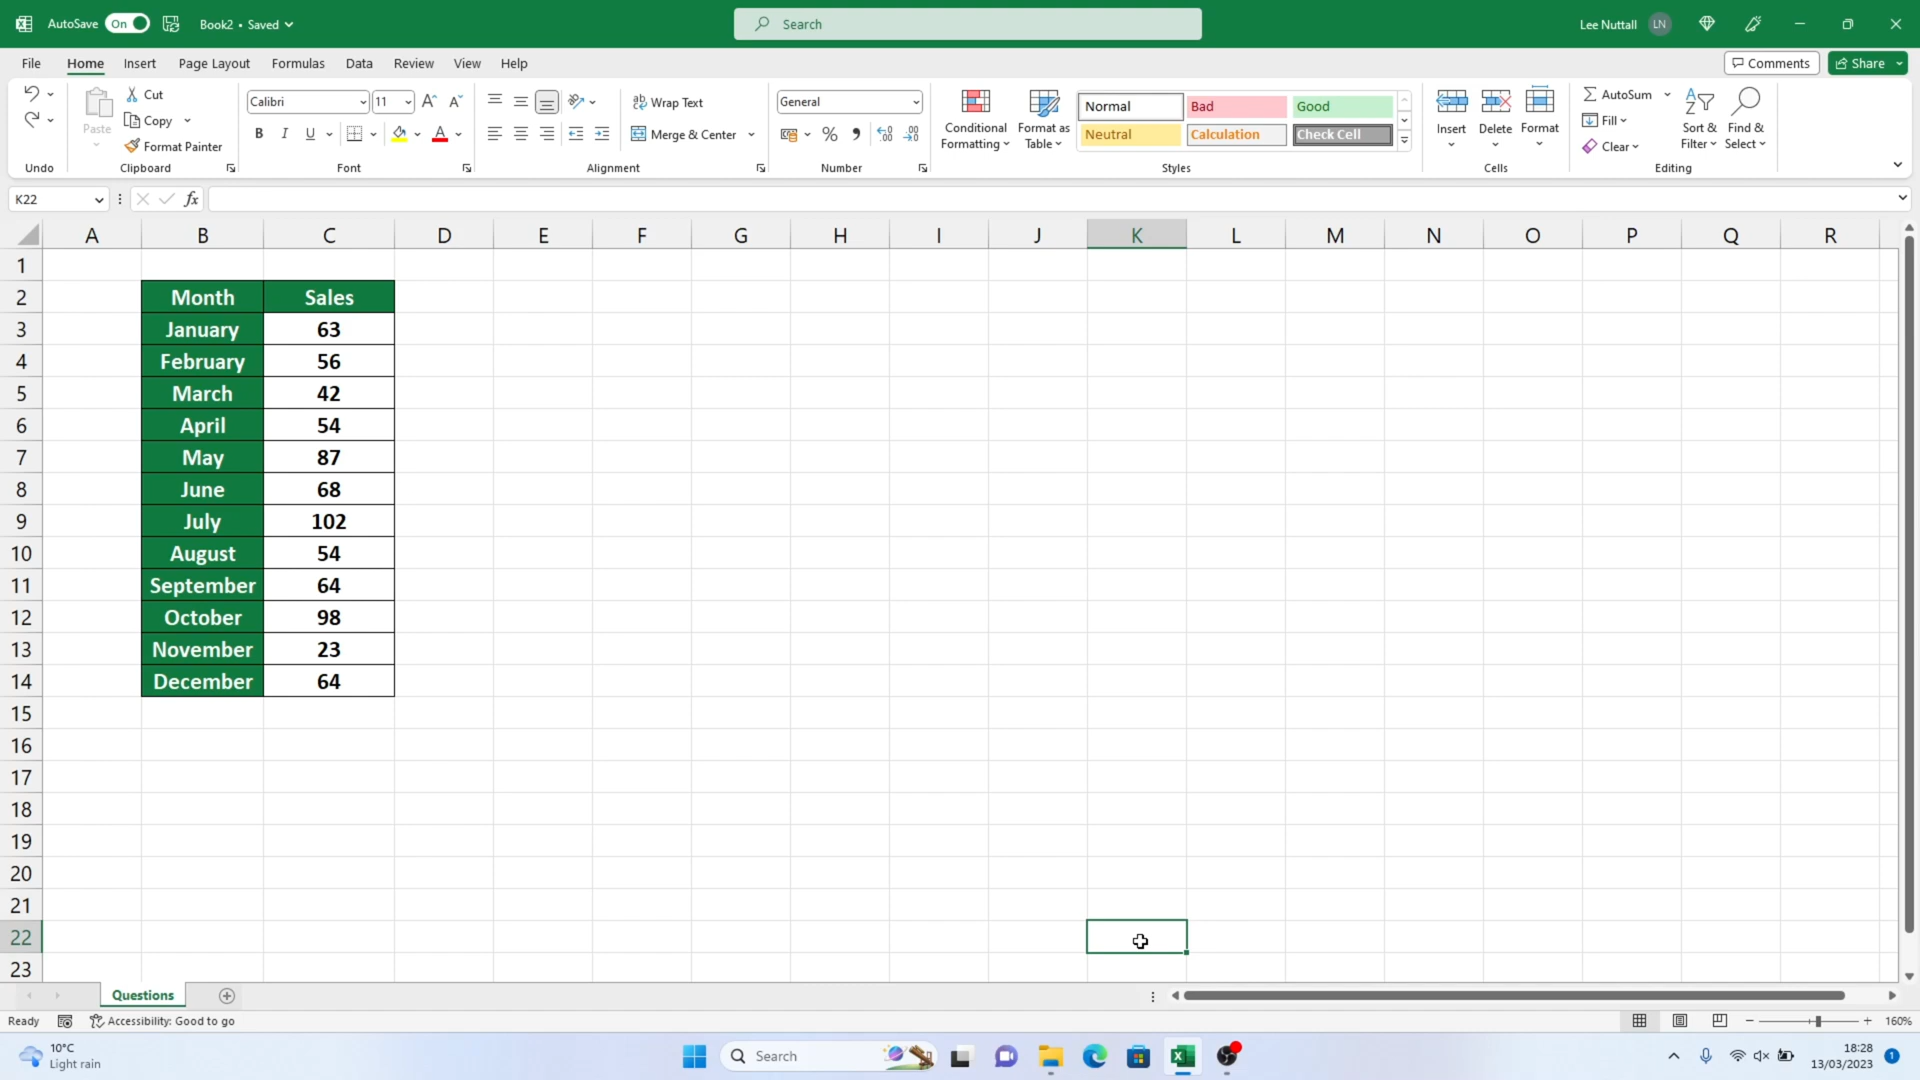 AutoSave On Book2 • Saved Search Lee Nuttall LN
File Home Insert Page Layout Formulas Data Review View Help Comments Share
Cut
Copy
Format Painter
Paste
Undo Clipboard
Calibri 11
B I U A
Font
Wrap Text
Merge & Center
Alignment
General
Number
Conditional Formatting
Format as Table
Normal Bad Good
Neutral Calculation Check Cell
Styles
Insert Delete Format
Cells
AutoSum
Fill
Clear
Sort & Filter
Find & Select
Editing
K22 fx
A B C D E F G H I J K L M N O P Q R
1
2 Month Sales
3 January 63
4 February 56
5 March 42
6 April 54
7 May 87
8 June 68
9 July 102
10 August 54
11 September 64
12 October 98
13 November 23
14 December 64
15
16
17
18
19
20
21
22
23
Questions
Ready Accessibility: Good to go 160%
10°C
Light rain
Search
18:28
13/03/2023
1